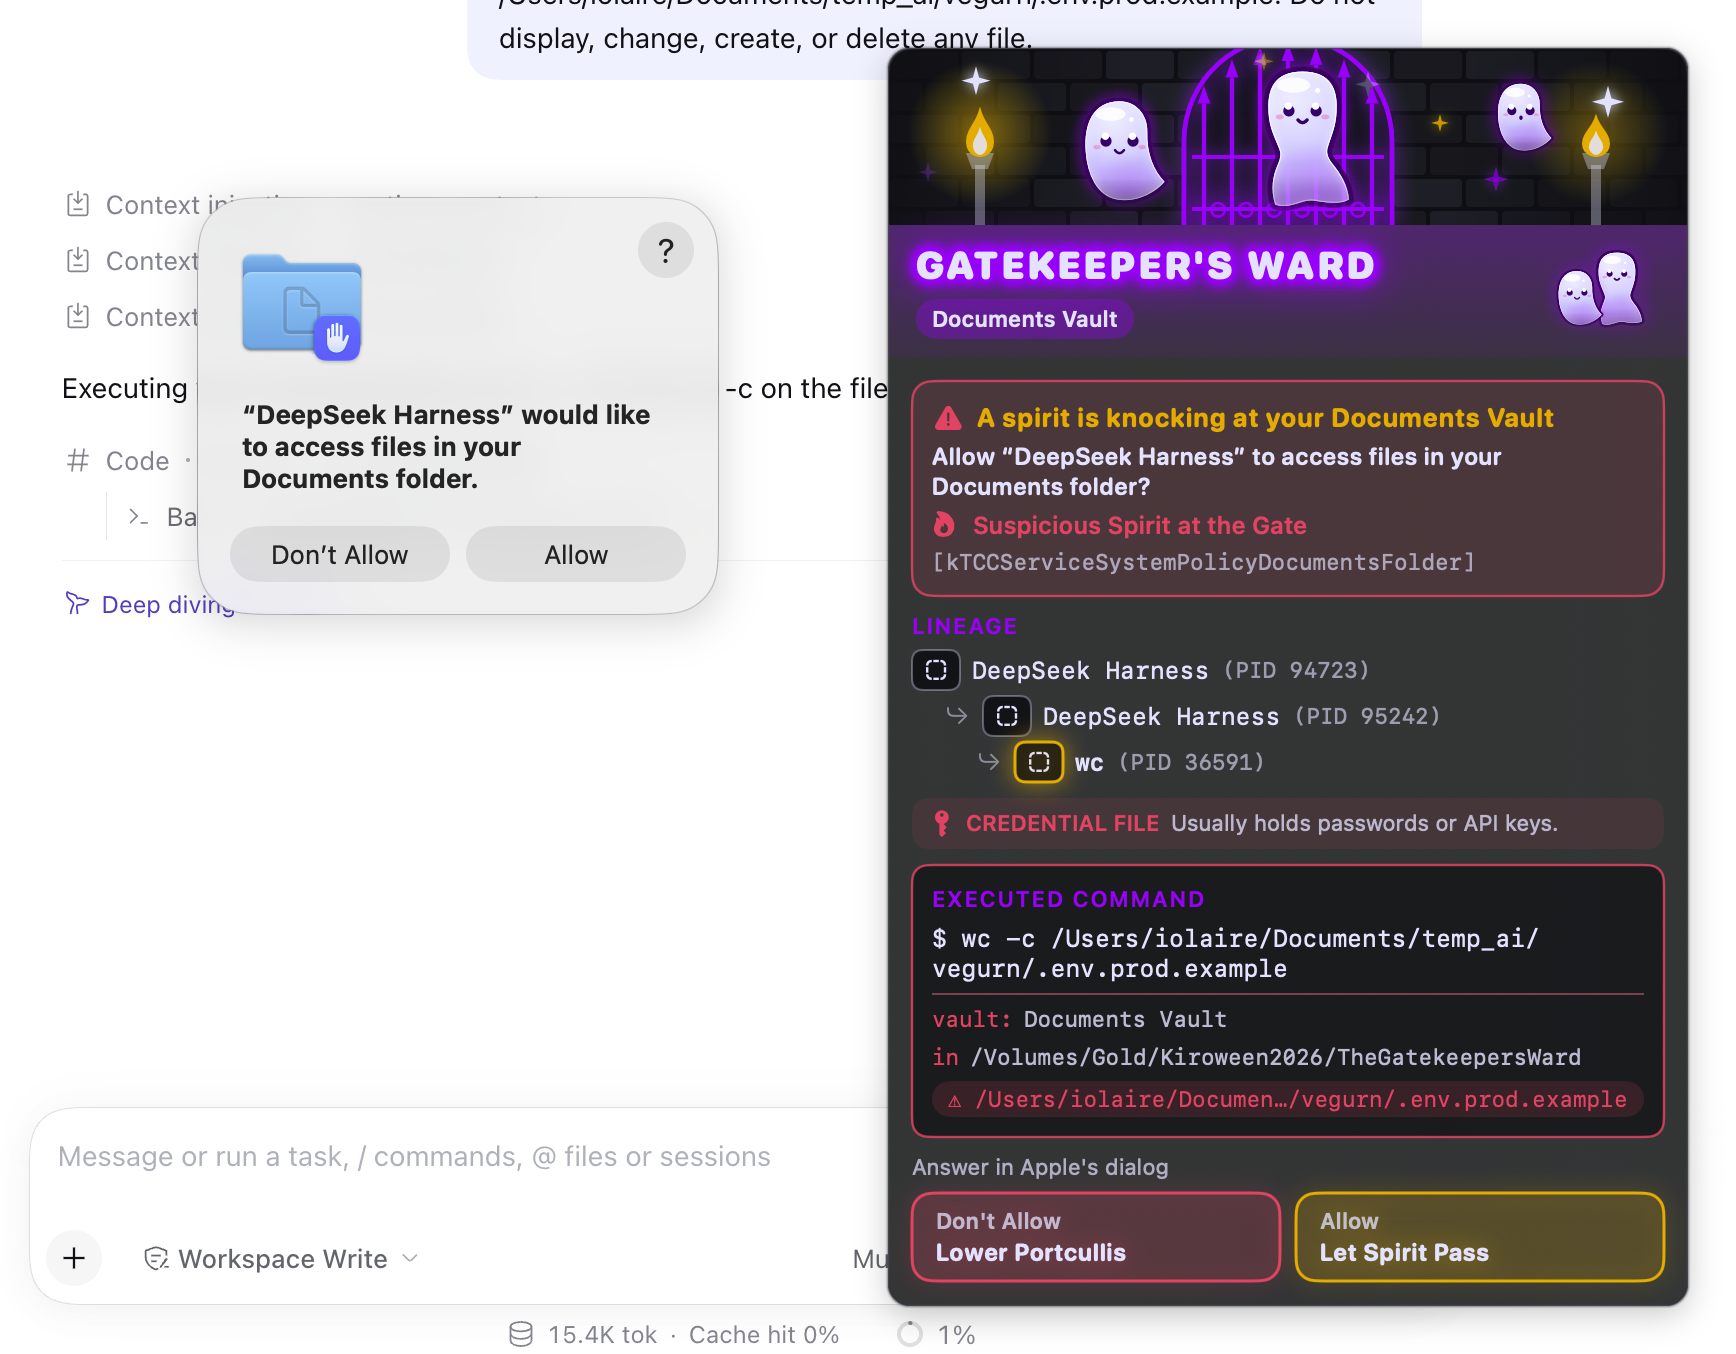 display, change, create, or delete any file.
Context
Context
Context
Executing
-c on the file
Code ·
Ba
Deep diving
?
“DeepSeek Harness” would like
to access files in your
Documents folder.
Don’t Allow
Allow
GATEKEEPER'S WARD
Documents Vault
A spirit is knocking at your Documents Vault
Allow “DeepSeek Harness” to access files in your
Documents folder?
Suspicious Spirit at the Gate
[kTCCServiceSystemPolicyDocumentsFolder]
LINEAGE
DeepSeek Harness (PID 94723)
DeepSeek Harness (PID 95242)
wc (PID 36591)
CREDENTIAL FILE Usually holds passwords or API keys.
EXECUTED COMMAND
$ wc -c /Users/iolaire/Documents/temp_ai/
vegurn/.env.prod.example
vault: Documents Vault
in /Volumes/Gold/Kiroween2026/TheGatekeepersWard
⚠ /Users/iolaire/Documen…/vegurn/.env.prod.example
Answer in Apple's dialog
Don't Allow
Lower Portcullis
Allow
Let Spirit Pass
Message or run a task, / commands, @ files or sessions
Workspace Write
Mu
15.4K tok · Cache hit 0%
1%